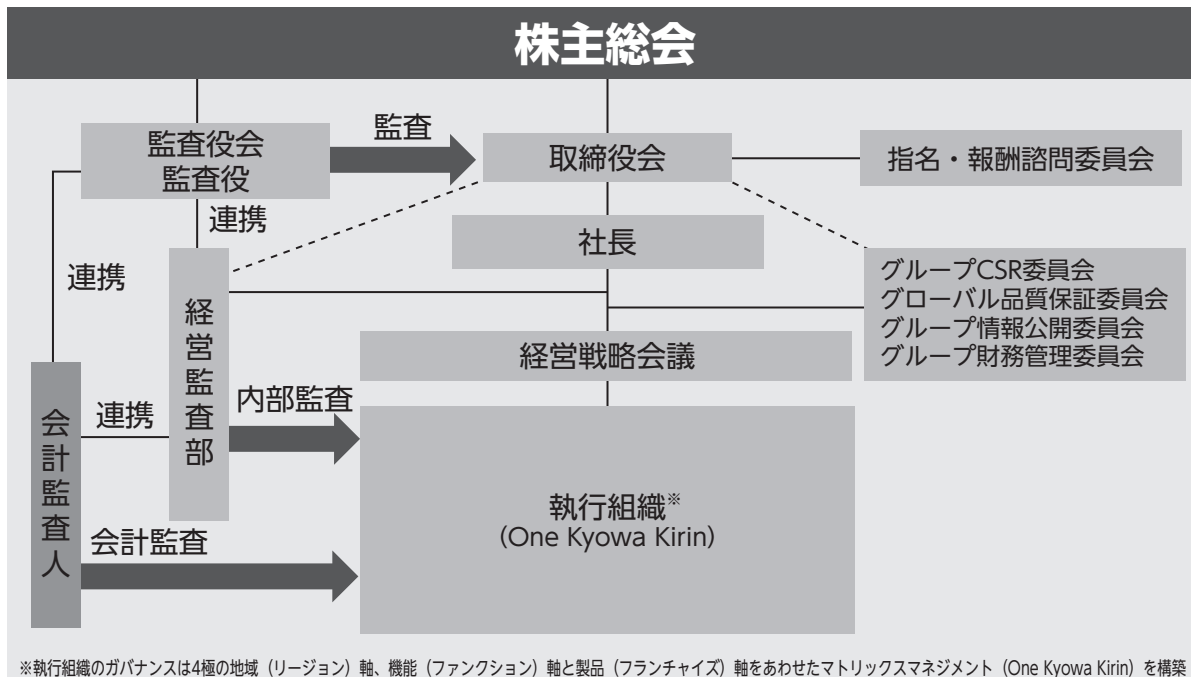 株主総会
監査役会
監査役
監査
取締役会
指名・報酬諮問委員会
連携
社長
連携
グループCSR委員会
グローバル品質保証委員会
グループ情報公開委員会
グループ財務管理委員会
経営監査部
経営戦略会議
内部監査
連携
会計監査人
執行組織※
(One Kyowa Kirin)
会計監査
※執行組織のガバナンスは4極の地域（リージョン）軸、機能（ファンクション）軸と製品（フランチャイズ）軸をあわせたマトリックスマネジメント（One Kyowa Kirin）を構築